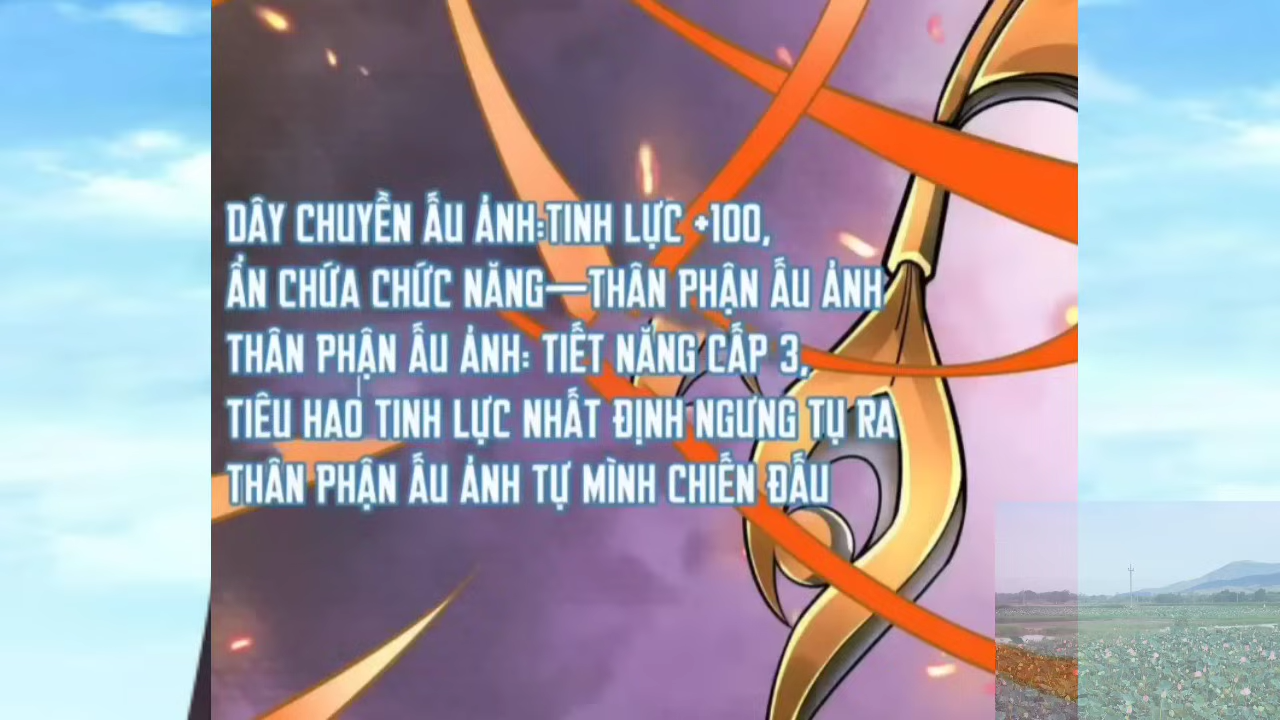 DÂY CHUYỀN ẤU ẢNH:TINH LỰC +100,
ẨN CHỨA CHỨC NĂNG—THÂN PHẬN ẤU ẢNH
THÂN PHẬN ẤU ẢNH: TIẾT NĂNG CẤP 3,
TIÊU HAO TINH LỰC NHẤT ĐỊNH NGƯNG TỤ RA
THÂN PHẬN ẤU ẢNH TỰ MÌNH CHIẾN ĐẤU